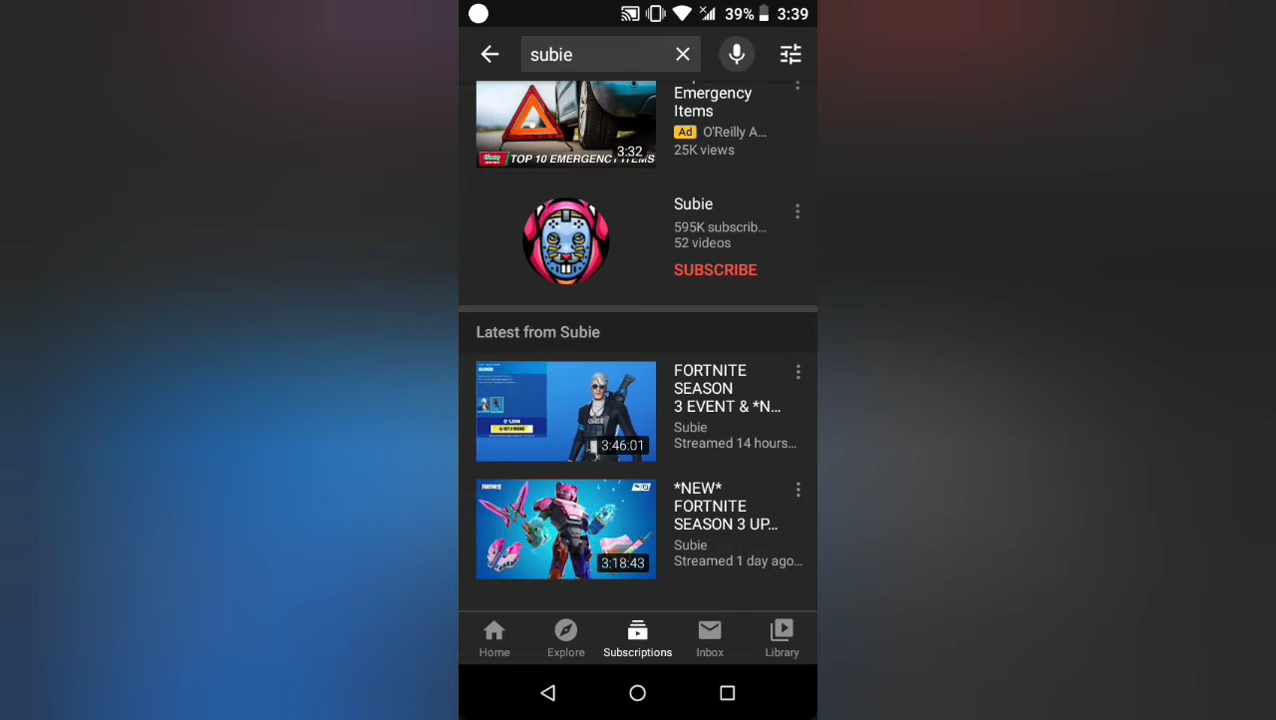 39% 3:39
subie
Emergency
Items
Ad O'Reilly A...
25K views
3:32
TOP 10 EMERGENCY ITEMS
Subie
595K subscrib...
52 videos
SUBSCRIBE
Latest from Subie
FORTNITE
SEASON
3 EVENT & *N...
Subie
Streamed 14 hours...
3:46:01
*NEW*
FORTNITE
SEASON 3 UP...
Subie
Streamed 1 day ago...
3:18:43
Home Explore Subscriptions Inbox Library